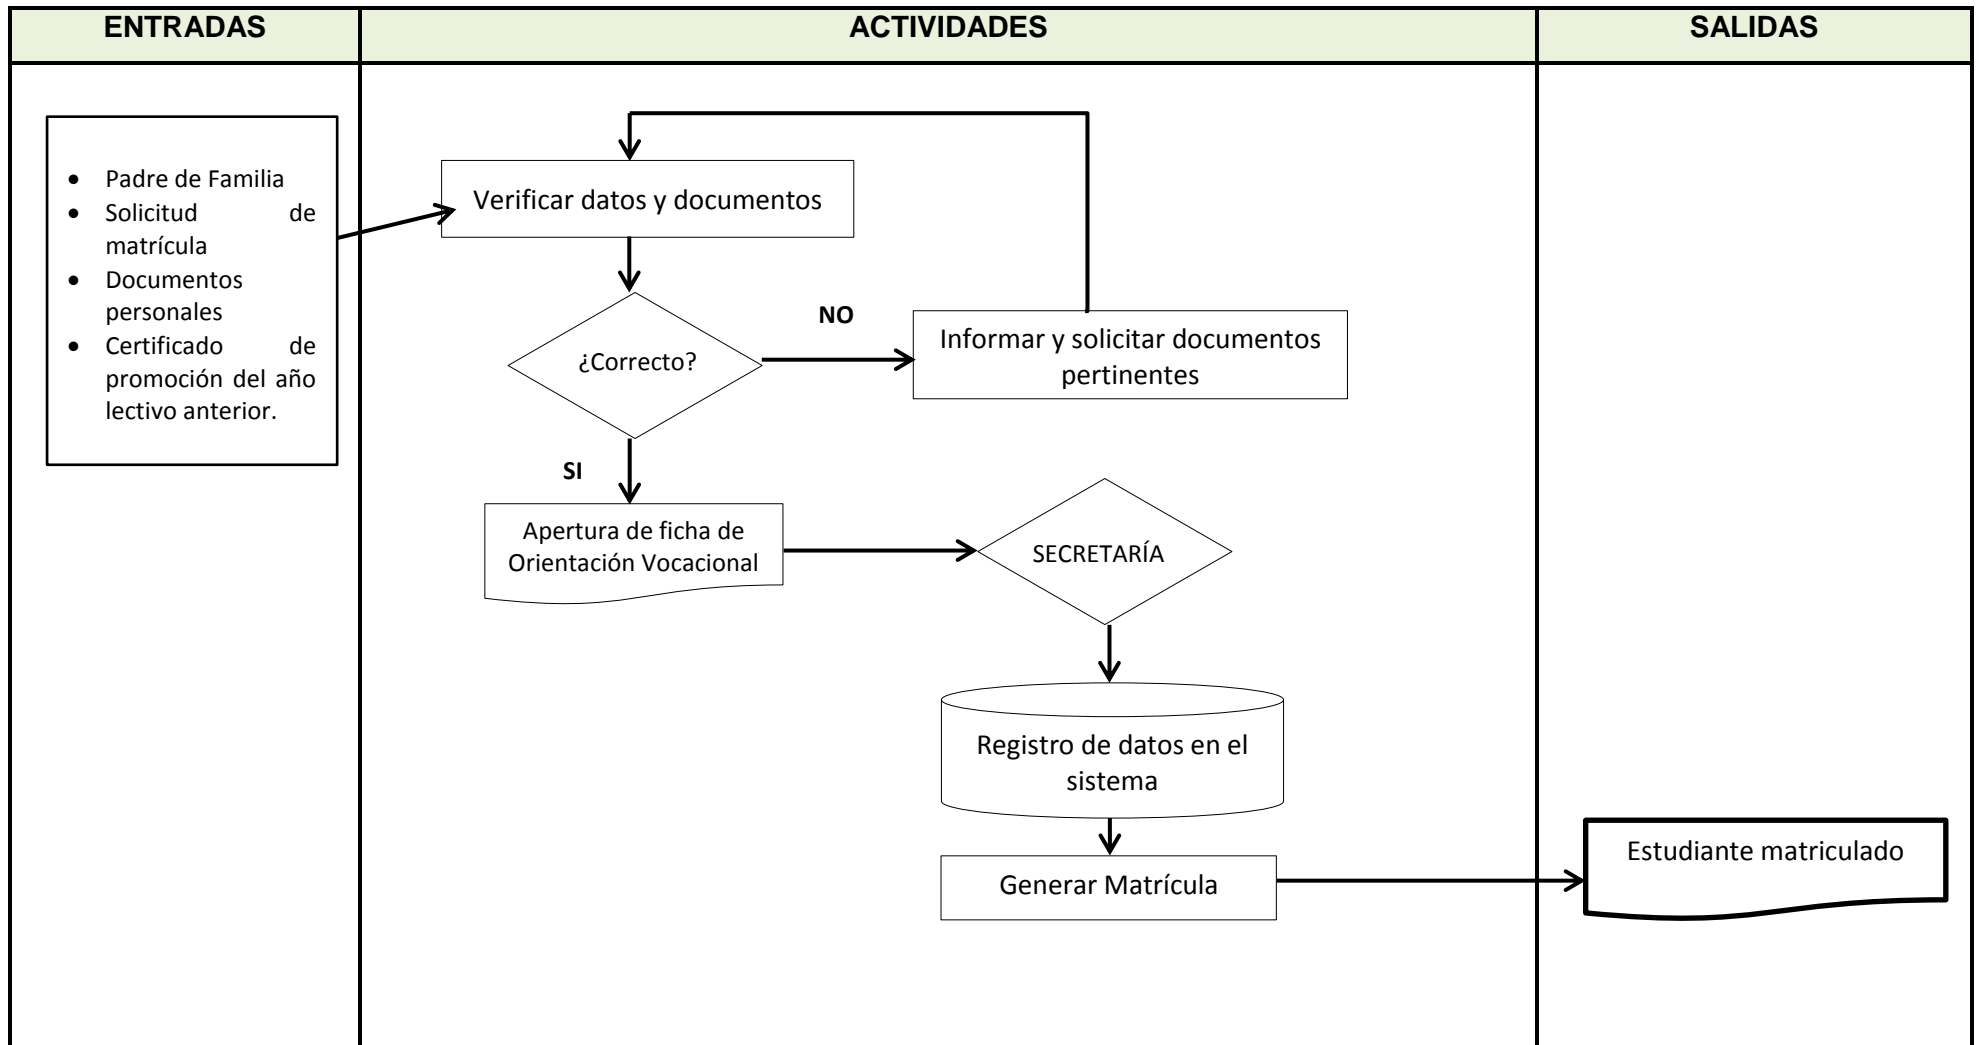 ENTRADAS
ACTIVIDADES
SALIDAS
• Padre de Familia
• Solicitud de
matrícula
• Documentos
personales
• Certificado de
promoción del año
lectivo anterior.
Verificar datos y documentos
¿Correcto?
NO
Informar y solicitar documentos
pertinentes
SI
Apertura de ficha de
Orientación Vocacional
SECRETARÍA
Registro de datos en el
sistema
Generar Matrícula
Estudiante matriculado